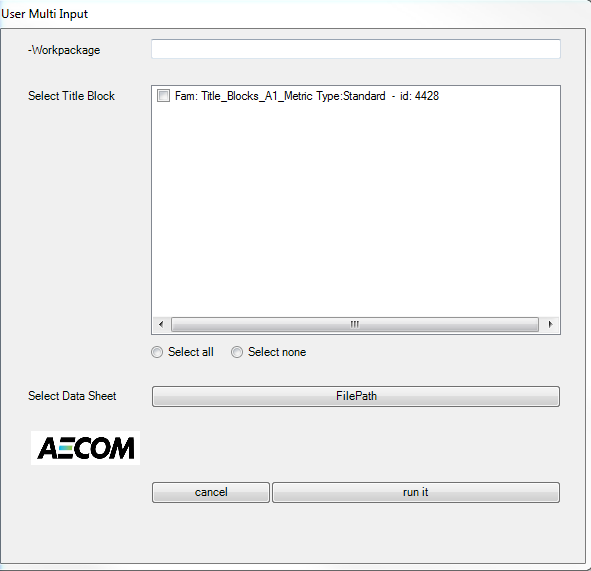 User Multi Input
-Workpackage
Select Title Block
Fam: Title_Blocks_A1_Metric Type:Standard - id: 4428
Select all
Select none
Select Data Sheet
FilePath
AECOM
cancel
run it